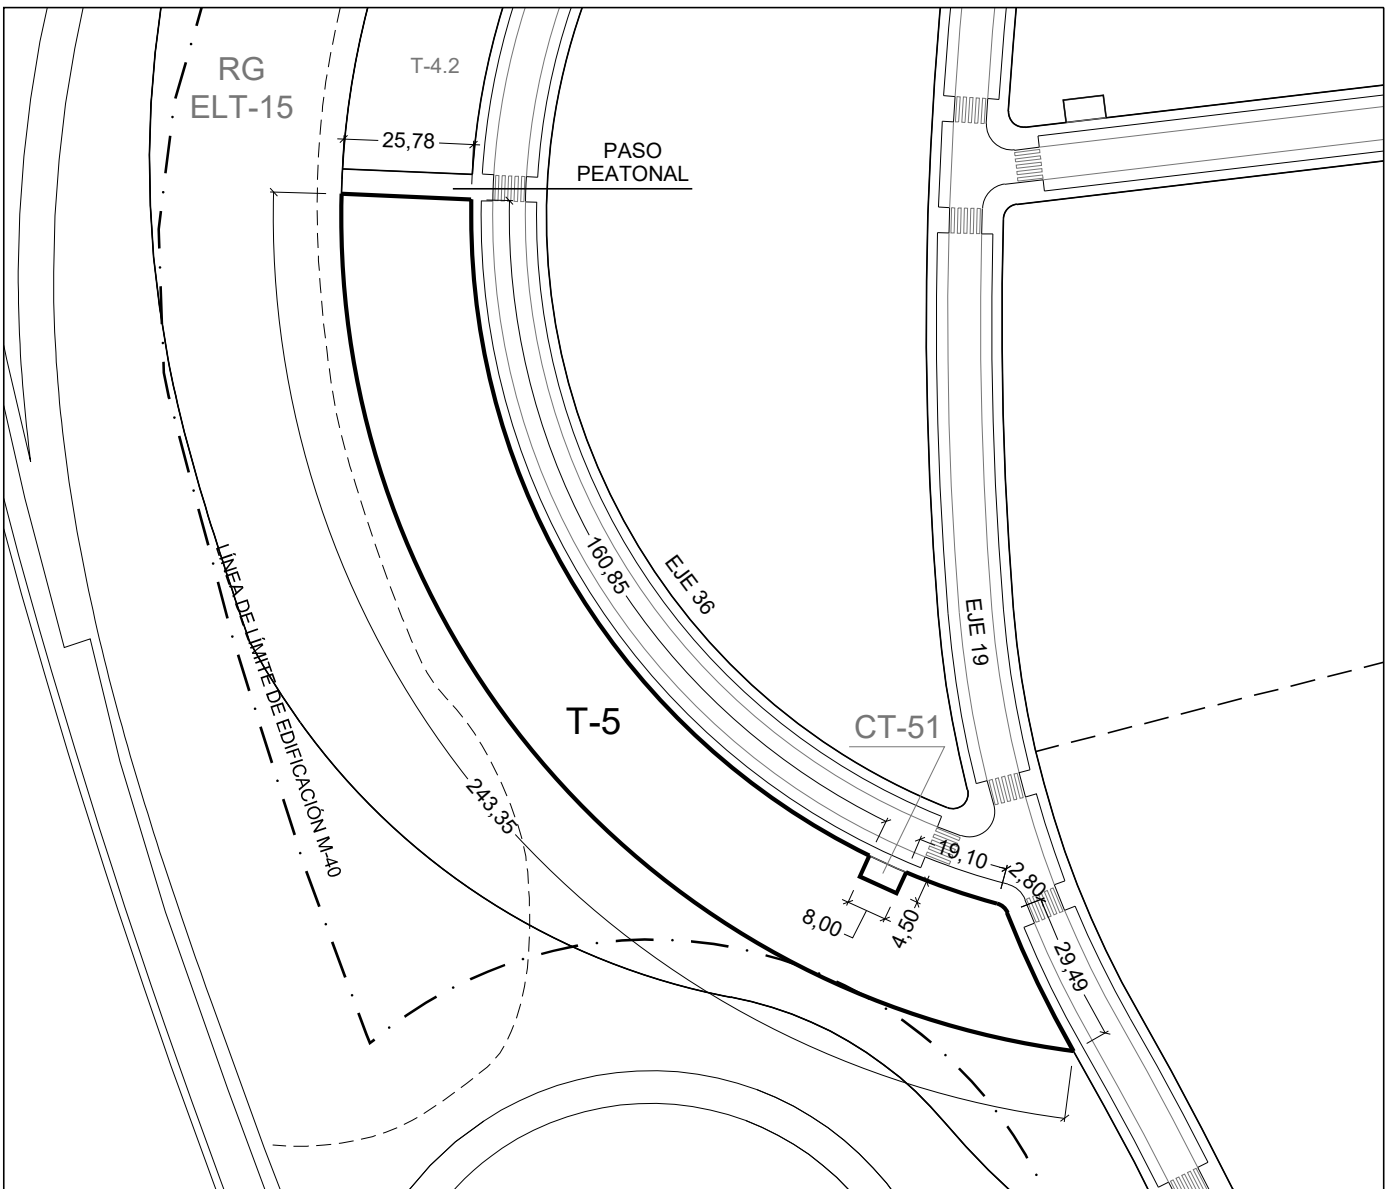 RG
ELT-15
T-4.2
25,78
PASO
PEATONAL
160,85
EJE 36
EJE 19
LÍNEA DE LÍMITE DE EDIFICACIÓN M-40
T-5
CT-51
243,35
19,10
2,80
8,00
4,50
29,49